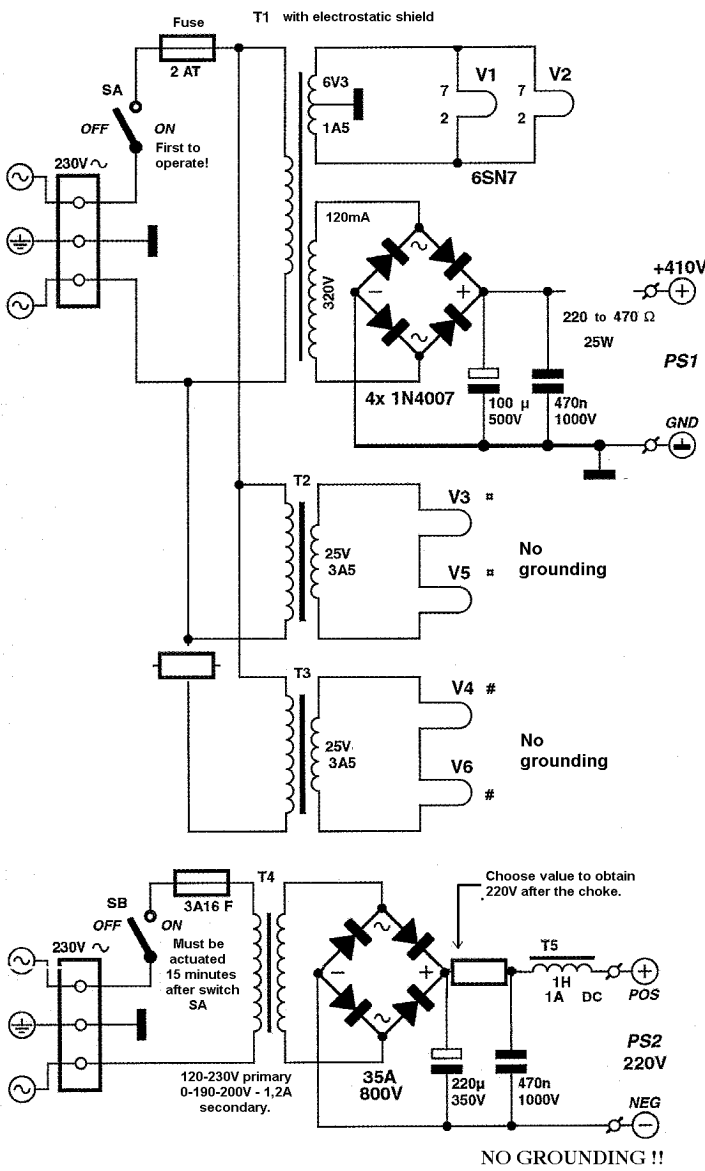 T1 with electrostatic shield
Fuse
2 AT
SA
OFF
ON
First to
operate!
230V ~
6V3
1A5
V1
V2
7
7
2
2
6SN7
120mA
320V
~
−
+
~
4x 1N4007
100 µ
500V
470n
1000V
220 to 470 Ω
25W
+410V
+
PS1
GND
T2
25V
3A5
V3 ¤
V5 ¤
No
grounding
T3
25V
3A5
V4 #
V6 #
No
grounding
SB
OFF
ON
3A16 F
T4
230V ~
Must be
actuated
15 minutes
after switch
SA
120-230V primary
0-190-200V - 1,2A
secondary.
~
−
+
~
35A
800V
Choose value to obtain
220V after the choke.
220µ
350V
470n
1000V
T5
1H
1A DC
+
POS
PS2
220V
NEG
−
NO GROUNDING !!